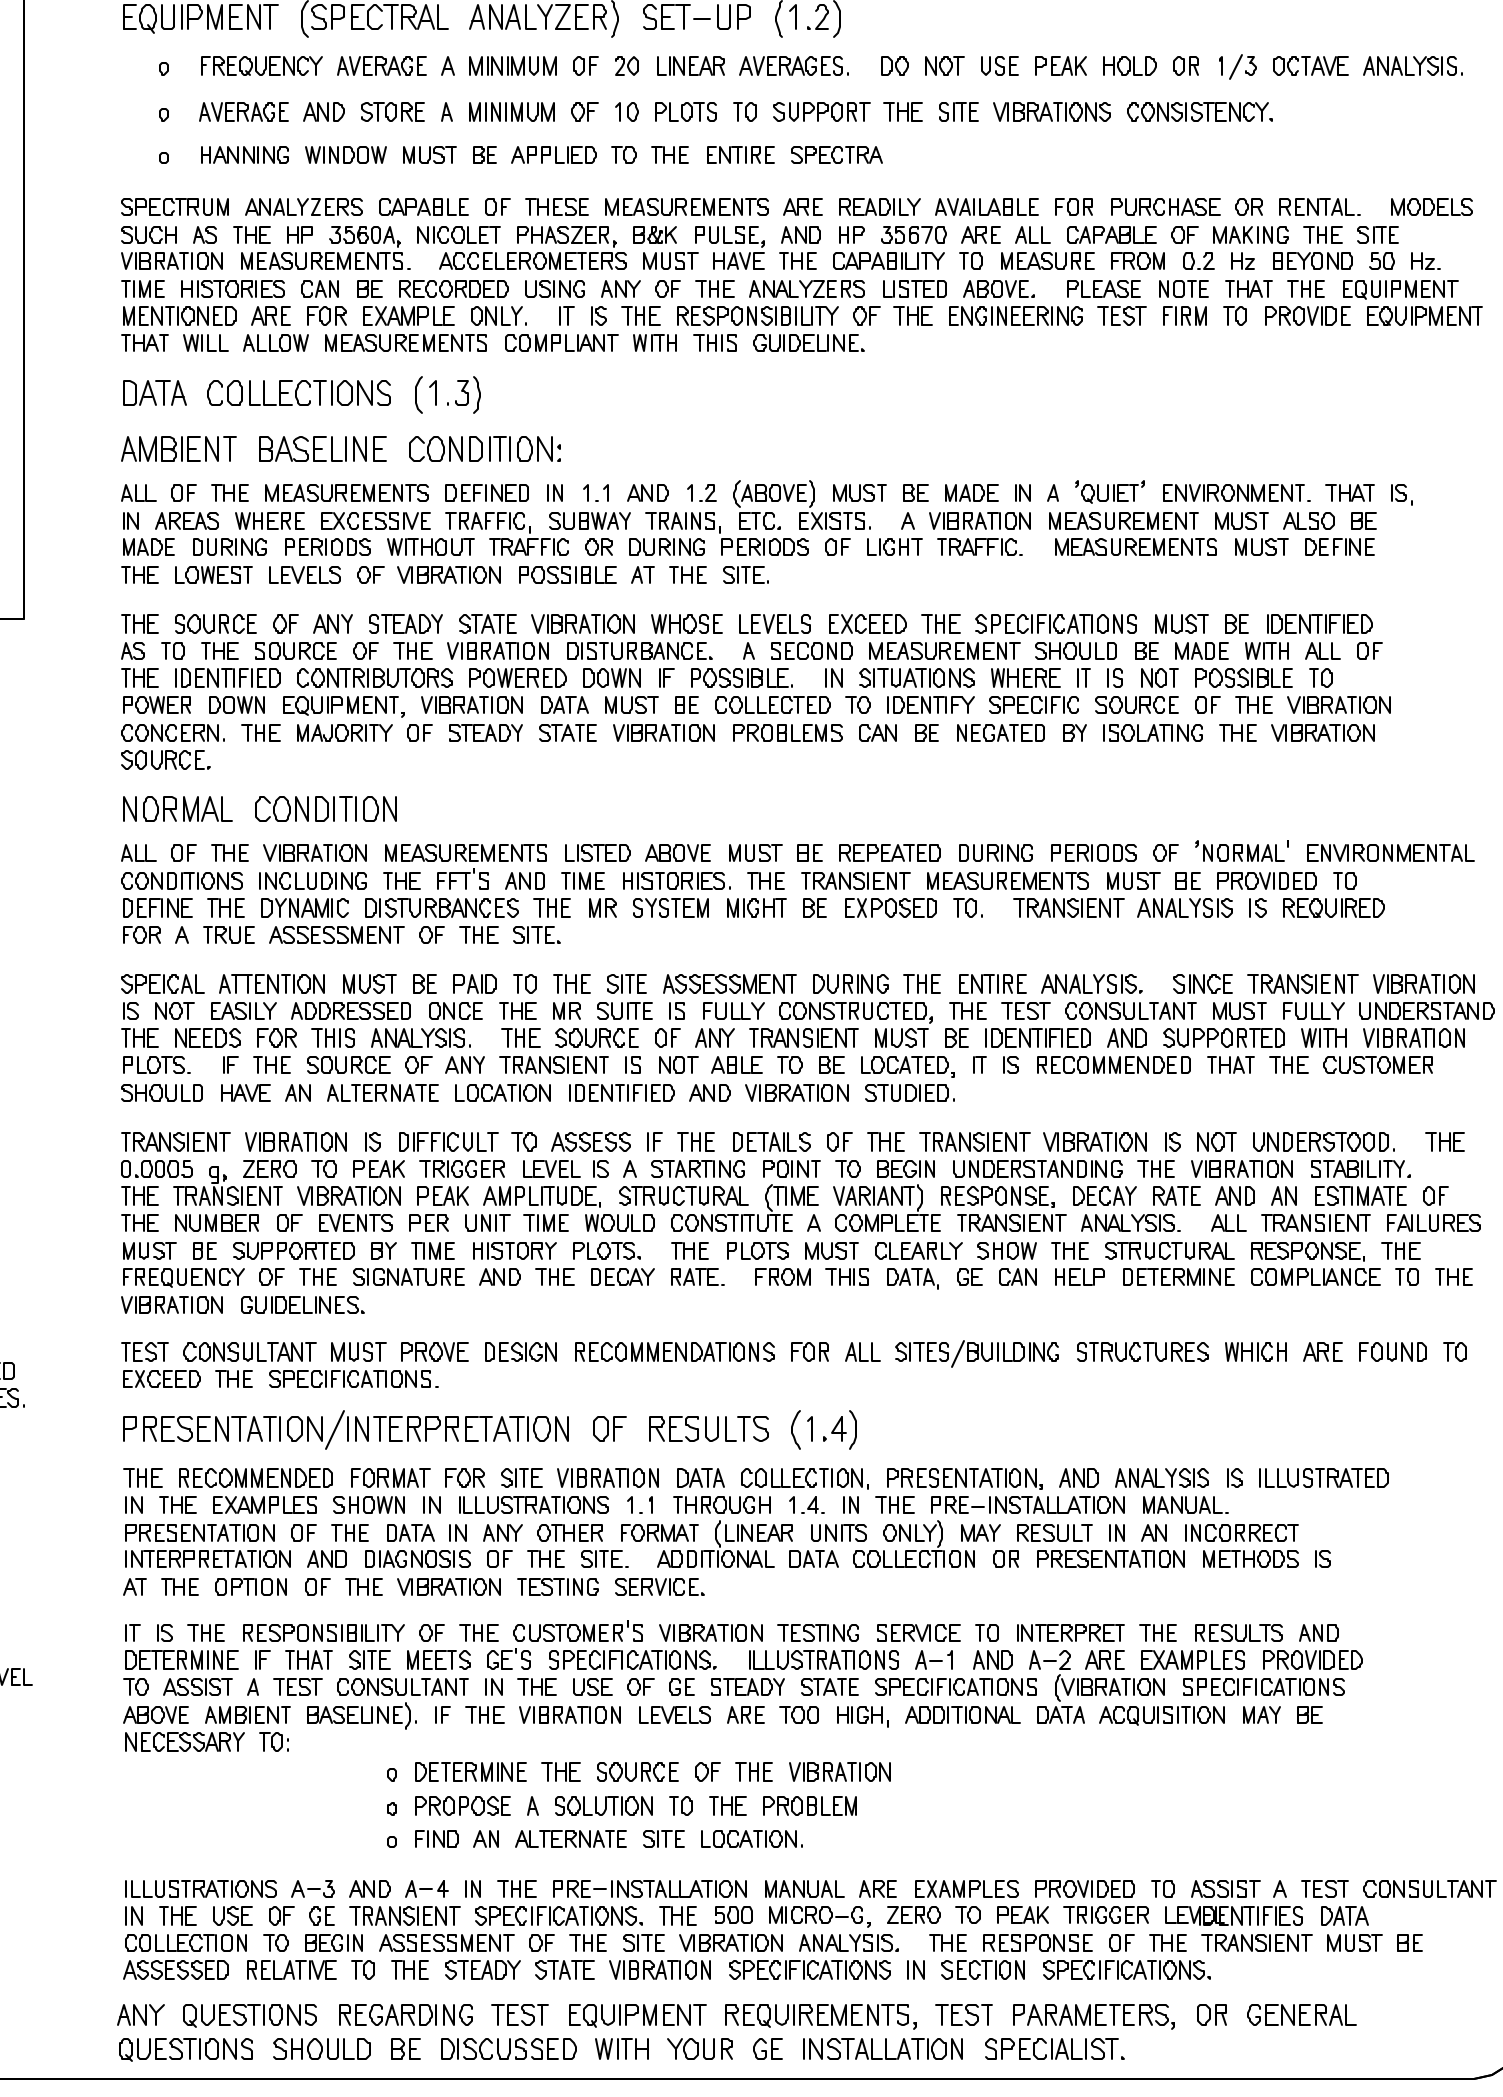 EQUIPMENT (SPECTRAL ANALYZER) SET-UP (1.2)
o FREQUENCY AVERAGE A MINIMUM OF 20 LINEAR AVERAGES. DO NOT USE PEAK HOLD OR 1/3 OCTAVE ANALYSIS.
o AVERAGE AND STORE A MINIMUM OF 10 PLOTS TO SUPPORT THE SITE VIBRATIONS CONSISTENCY.
o HANNING WINDOW MUST BE APPLIED TO THE ENTIRE SPECTRA
SPECTRUM ANALYZERS CAPABLE OF THESE MEASUREMENTS ARE READILY AVAILABLE FOR PURCHASE OR RENTAL. MODELS
SUCH AS THE HP 3560A, NICOLET PHASZER, B&K PULSE, AND HP 35670 ARE ALL CAPABLE OF MAKING THE SITE
VIBRATION MEASUREMENTS. ACCELEROMETERS MUST HAVE THE CAPABILITY TO MEASURE FROM 0.2 Hz BEYOND 50 Hz.
TIME HISTORIES CAN BE RECORDED USING ANY OF THE ANALYZERS LISTED ABOVE. PLEASE NOTE THAT THE EQUIPMENT
MENTIONED ARE FOR EXAMPLE ONLY. IT IS THE RESPONSIBILITY OF THE ENGINEERING TEST FIRM TO PROVIDE EQUIPMENT
THAT WILL ALLOW MEASUREMENTS COMPLIANT WITH THIS GUIDELINE.
DATA COLLECTIONS (1.3)
AMBIENT BASELINE CONDITION:
ALL OF THE MEASUREMENTS DEFINED IN 1.1 AND 1.2 (ABOVE) MUST BE MADE IN A 'QUIET' ENVIRONMENT. THAT IS,
IN AREAS WHERE EXCESSIVE TRAFFIC, SUBWAY TRAINS, ETC. EXISTS. A VIBRATION MEASUREMENT MUST ALSO BE
MADE DURING PERIODS WITHOUT TRAFFIC OR DURING PERIODS OF LIGHT TRAFFIC. MEASUREMENTS MUST DEFINE
THE LOWEST LEVELS OF VIBRATION POSSIBLE AT THE SITE.
THE SOURCE OF ANY STEADY STATE VIBRATION WHOSE LEVELS EXCEED THE SPECIFICATIONS MUST BE IDENTIFIED
AS TO THE SOURCE OF THE VIBRATION DISTURBANCE. A SECOND MEASUREMENT SHOULD BE MADE WITH ALL OF
THE IDENTIFIED CONTRIBUTORS POWERED DOWN IF POSSIBLE. IN SITUATIONS WHERE IT IS NOT POSSIBLE TO
POWER DOWN EQUIPMENT, VIBRATION DATA MUST BE COLLECTED TO IDENTIFY SPECIFIC SOURCE OF THE VIBRATION
CONCERN. THE MAJORITY OF STEADY STATE VIBRATION PROBLEMS CAN BE NEGATED BY ISOLATING THE VIBRATION
SOURCE.
NORMAL CONDITION
ALL OF THE VIBRATION MEASUREMENTS LISTED ABOVE MUST BE REPEATED DURING PERIODS OF 'NORMAL' ENVIRONMENTAL
CONDITIONS INCLUDING THE FFT'S AND TIME HISTORIES. THE TRANSIENT MEASUREMENTS MUST BE PROVIDED TO
DEFINE THE DYNAMIC DISTURBANCES THE MR SYSTEM MIGHT BE EXPOSED TO. TRANSIENT ANALYSIS IS REQUIRED
FOR A TRUE ASSESSMENT OF THE SITE.
SPEICAL ATTENTION MUST BE PAID TO THE SITE ASSESSMENT DURING THE ENTIRE ANALYSIS. SINCE TRANSIENT VIBRATION
IS NOT EASILY ADDRESSED ONCE THE MR SUITE IS FULLY CONSTRUCTED, THE TEST CONSULTANT MUST FULLY UNDERSTAND
THE NEEDS FOR THIS ANALYSIS. THE SOURCE OF ANY TRANSIENT MUST BE IDENTIFIED AND SUPPORTED WITH VIBRATION
PLOTS. IF THE SOURCE OF ANY TRANSIENT IS NOT ABLE TO BE LOCATED, IT IS RECOMMENDED THAT THE CUSTOMER
SHOULD HAVE AN ALTERNATE LOCATION IDENTIFIED AND VIBRATION STUDIED.
TRANSIENT VIBRATION IS DIFFICULT TO ASSESS IF THE DETAILS OF THE TRANSIENT VIBRATION IS NOT UNDERSTOOD. THE
0.0005 g, ZERO TO PEAK TRIGGER LEVEL IS A STARTING POINT TO BEGIN UNDERSTANDING THE VIBRATION STABILITY.
THE TRANSIENT VIBRATION PEAK AMPLITUDE, STRUCTURAL (TIME VARIANT) RESPONSE, DECAY RATE AND AN ESTIMATE OF
THE NUMBER OF EVENTS PER UNIT TIME WOULD CONSTITUTE A COMPLETE TRANSIENT ANALYSIS. ALL TRANSIENT FAILURES
MUST BE SUPPORTED BY TIME HISTORY PLOTS. THE PLOTS MUST CLEARLY SHOW THE STRUCTURAL RESPONSE, THE
FREQUENCY OF THE SIGNATURE AND THE DECAY RATE. FROM THIS DATA, GE CAN HELP DETERMINE COMPLIANCE TO THE
VIBRATION GUIDELINES.
TEST CONSULTANT MUST PROVE DESIGN RECOMMENDATIONS FOR ALL SITES/BUILDING STRUCTURES WHICH ARE FOUND TO
EXCEED THE SPECIFICATIONS.
ED
ES.
PRESENTATION/INTERPRETATION OF RESULTS (1.4)
THE RECOMMENDED FORMAT FOR SITE VIBRATION DATA COLLECTION, PRESENTATION, AND ANALYSIS IS ILLUSTRATED
IN THE EXAMPLES SHOWN IN ILLUSTRATIONS 1.1 THROUGH 1.4. IN THE PRE-INSTALLATION MANUAL.
PRESENTATION OF THE DATA IN ANY OTHER FORMAT (LINEAR UNITS ONLY) MAY RESULT IN AN INCORRECT
INTERPRETATION AND DIAGNOSIS OF THE SITE. ADDITIONAL DATA COLLECTION OR PRESENTATION METHODS IS
AT THE OPTION OF THE VIBRATION TESTING SERVICE.
IT IS THE RESPONSIBILITY OF THE CUSTOMER'S VIBRATION TESTING SERVICE TO INTERPRET THE RESULTS AND
DETERMINE IF THAT SITE MEETS GE'S SPECIFICATIONS. ILLUSTRATIONS A-1 AND A-2 ARE EXAMPLES PROVIDED
VEL
TO ASSIST A TEST CONSULTANT IN THE USE OF GE STEADY STATE SPECIFICATIONS (VIBRATION SPECIFICATIONS
ABOVE AMBIENT BASELINE). IF THE VIBRATION LEVELS ARE TOO HIGH, ADDITIONAL DATA ACQUISITION MAY BE
NECESSARY TO:
o DETERMINE THE SOURCE OF THE VIBRATION
o PROPOSE A SOLUTION TO THE PROBLEM
o FIND AN ALTERNATE SITE LOCATION.
ILLUSTRATIONS A-3 AND A-4 IN THE PRE-INSTALLATION MANUAL ARE EXAMPLES PROVIDED TO ASSIST A TEST CONSULTANT
IN THE USE OF GE TRANSIENT SPECIFICATIONS. THE 500 MICRO-G, ZERO TO PEAK TRIGGER LEVEL IDENTIFIES DATA
COLLECTION TO BEGIN ASSESSMENT OF THE SITE VIBRATION ANALYSIS. THE RESPONSE OF THE TRANSIENT MUST BE
ASSESSED RELATIVE TO THE STEADY STATE VIBRATION SPECIFICATIONS IN SECTION SPECIFICATIONS.
ANY QUESTIONS REGARDING TEST EQUIPMENT REQUIREMENTS, TEST PARAMETERS, OR GENERAL
QUESTIONS SHOULD BE DISCUSSED WITH YOUR GE INSTALLATION SPECIALIST.